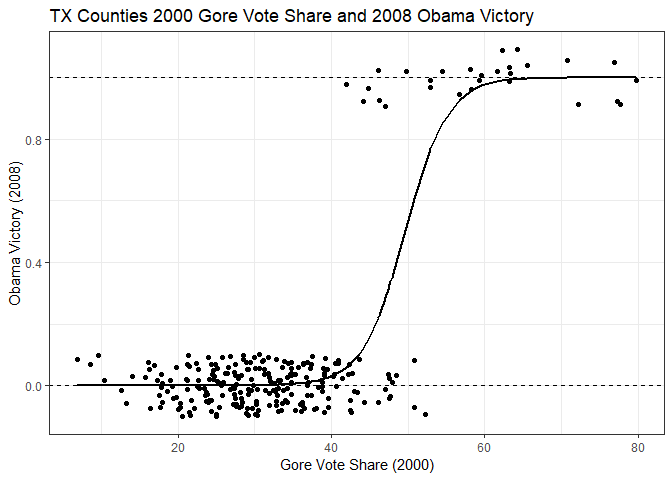 TX Counties 2000 Gore Vote Share and 2008 Obama Victory
Obama Victory (2008)
0.8
0.4
0.0
20 40 60 80
Gore Vote Share (2000)